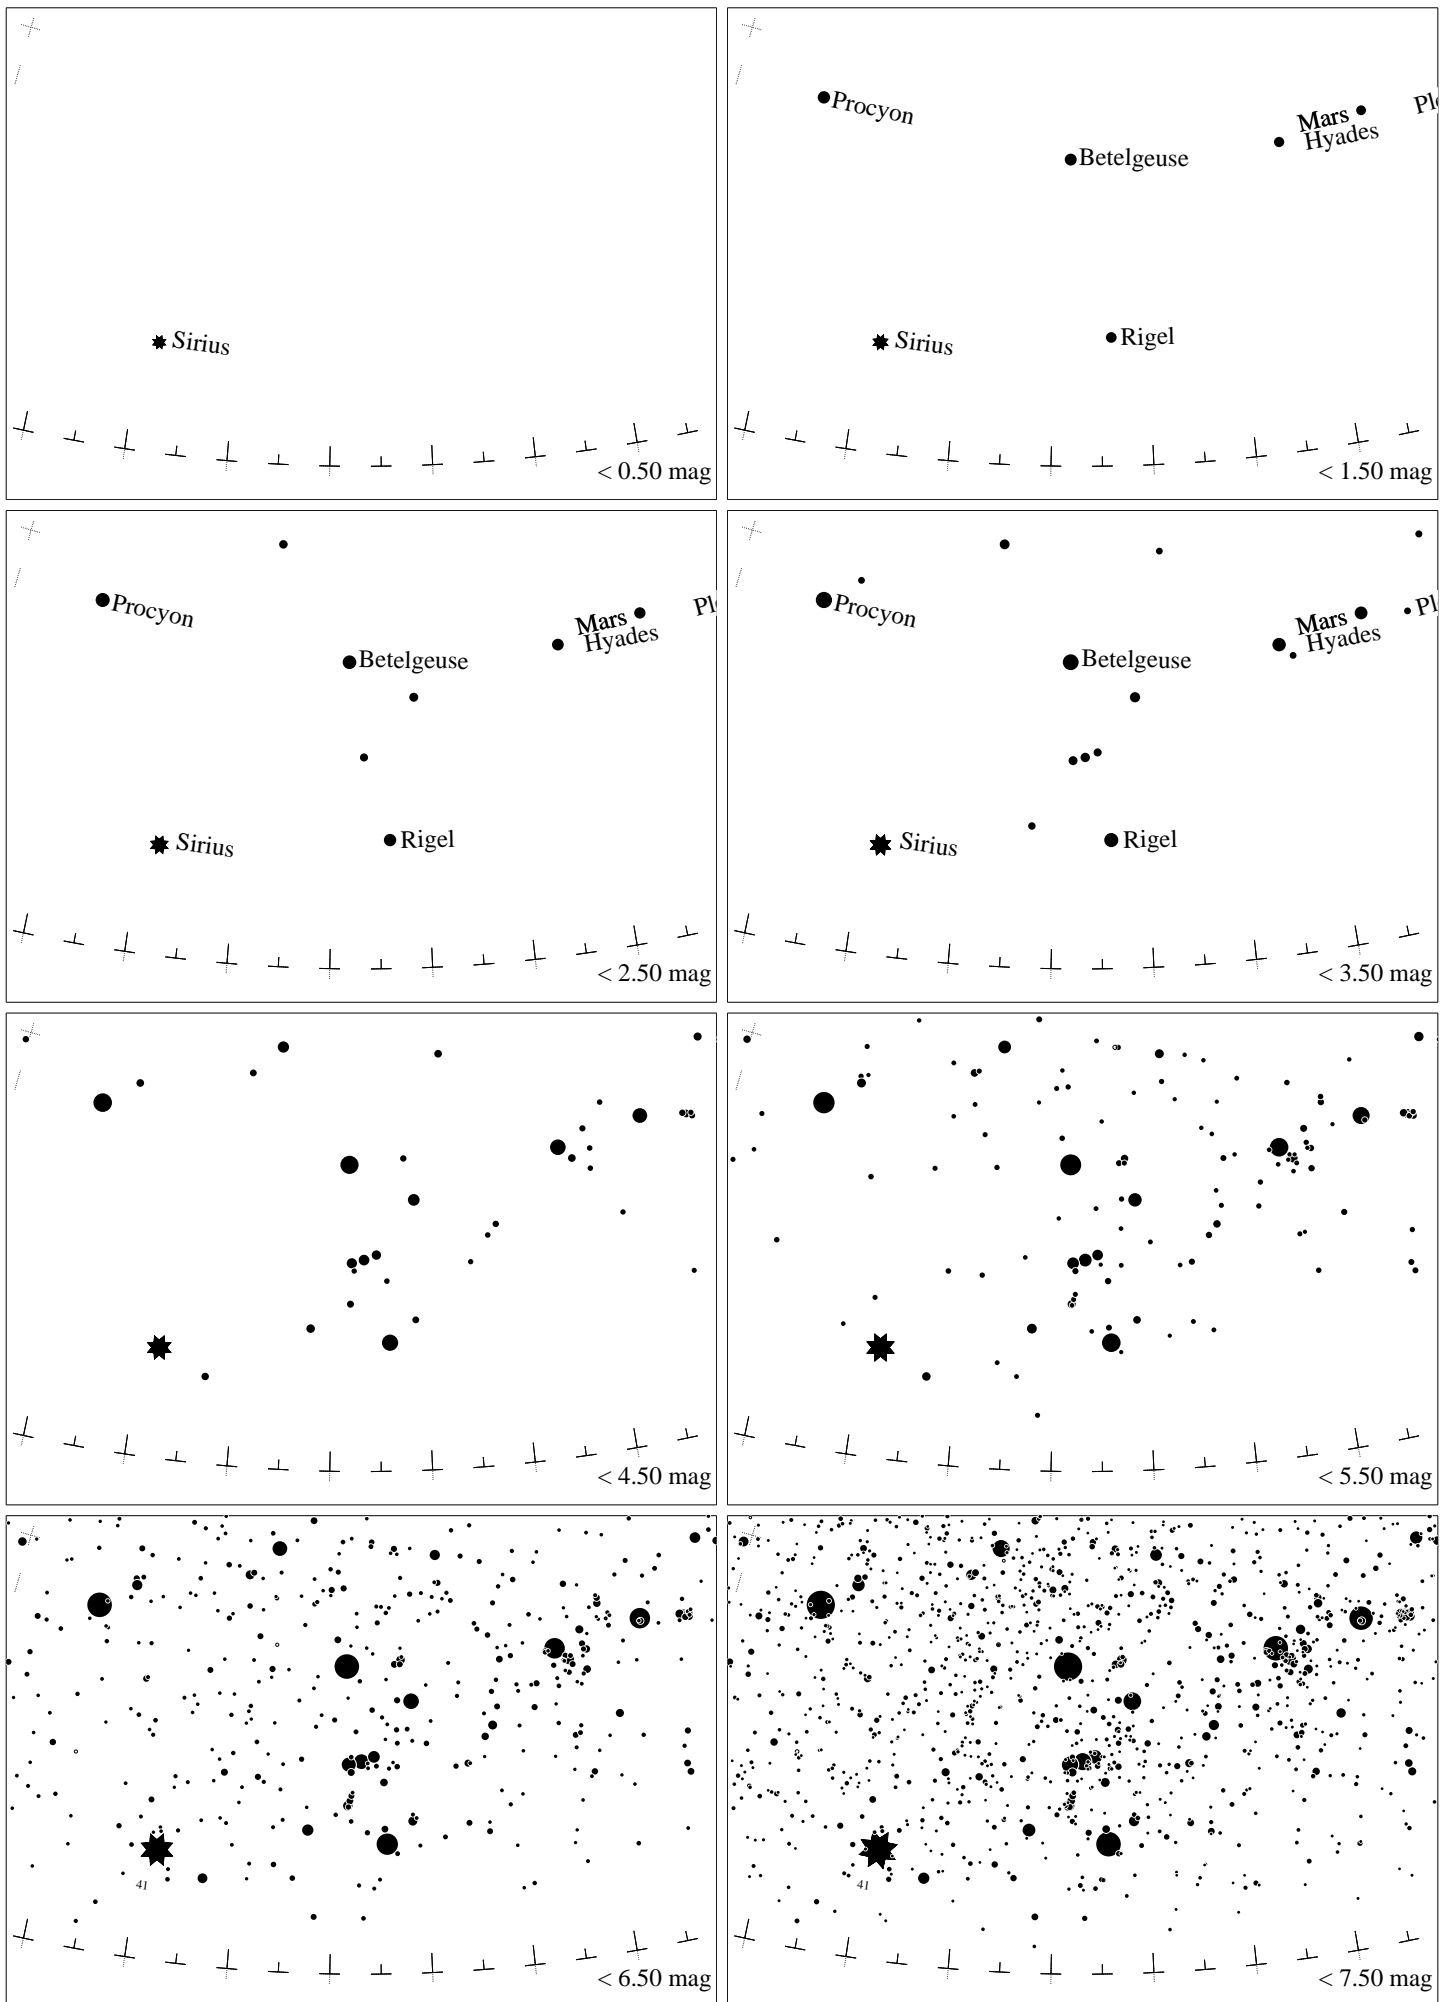 Sirius
< 0.50 mag
Procyon
Mars
Hyades
Betelgeuse
Sirius
Rigel
< 1.50 mag
Procyon
Mars
Hyades
Betelgeuse
Sirius
Rigel
< 2.50 mag
Procyon
Mars
Hyades
Betelgeuse
Sirius
Rigel
< 3.50 mag
< 4.50 mag
< 5.50 mag
41
< 6.50 mag
41
< 7.50 mag